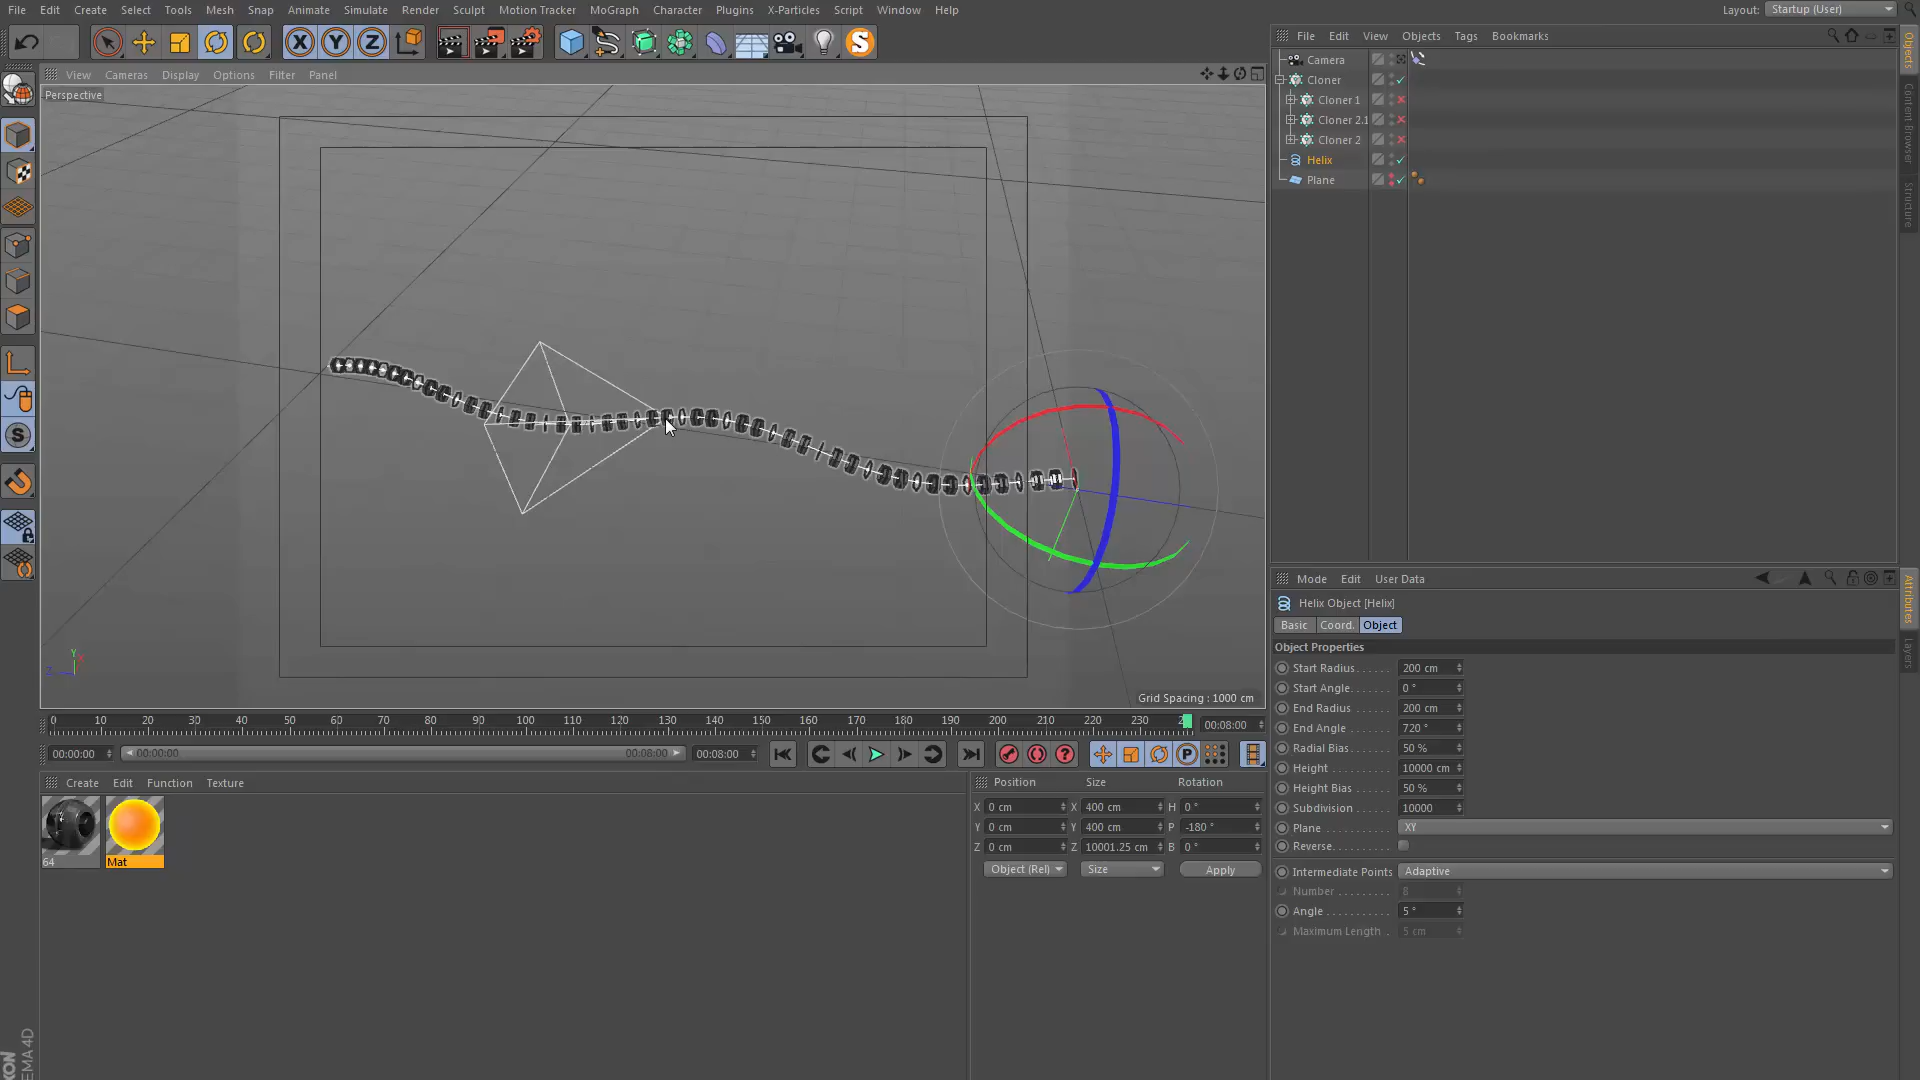 File Edit Create Select Tools Mesh Snap Animate Simulate Render Sculpt Motion Tracker MoGraph Character Plugins X-Particles Script Window Help Layout: Startup (User)
X Y Z S
File Edit View Objects Tags Bookmarks
View Cameras Display Options Filter Panel
Perspective
Camera
Cloner
Cloner 1
Cloner 2.1
Cloner 2
Helix
Plane
Objects
Content-Browser
Structure
S
Y
X
Z
Grid Spacing : 1000 cm
0 10 20 30 40 50 60 70 80 90 100 110 120 130 140 150 160 170 180 190 200 210 220 230 00:08:00
00:00:00 00:00:00 00:08:00 00:08:00 P
Create Edit Function Texture
64
Mat
Position Size Rotation
X 0 cm X 400 cm H 0 °
Y 0 cm Y 400 cm P -180 °
Z 0 cm Z 10001.25 cm B 0 °
Object (Rel) Size Apply
Mode Edit User Data
Helix Object [Helix]
Basic Coord. Object
Object Properties
Start Radius 200 cm
Start Angle 0 °
End Radius 200 cm
End Angle 720 °
Radial Bias 50 %
Height 10000 cm
Height Bias 50 %
Subdivision 10000
Plane XY
Reverse
Intermediate Points Adaptive
Number 8
Angle 5 °
Maximum Length 5 cm
Attributes
Layers
XON
EMA4D